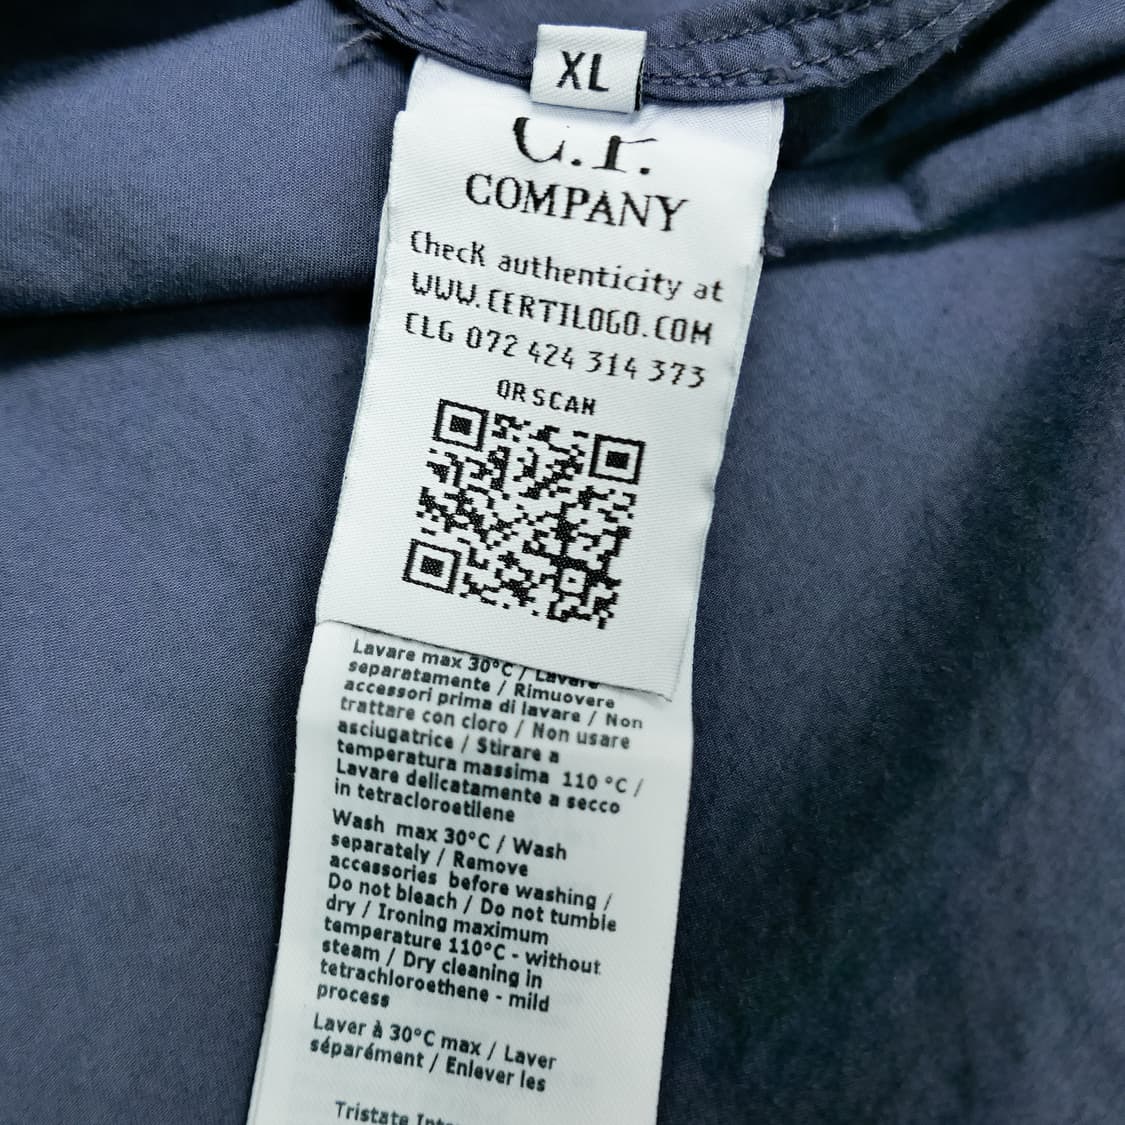 XL
C.P.
COMPANY
Check authenticity at
WWW.CERTILOGO.COM
CLG 072 424 314 373
OR SCAN
Lavare max 30°C / Lavare
separatamente / Rimuovere
accessori prima di lavare / Non
trattare con cloro / Non usare
asciugatrice / Stirare a
temperatura massima 110 °C /
Lavare delicatamente a secco
in tetracloroetilene
Wash max 30°C / Wash
separately / Remove
accessories before washing /
Do not bleach / Do not tumble
dry / Ironing maximum
temperature 110°C - without
steam / Dry cleaning in
tetrachloroethene - mild
process
Laver à 30°C max / Laver
séparément / Enlever les
Tristate